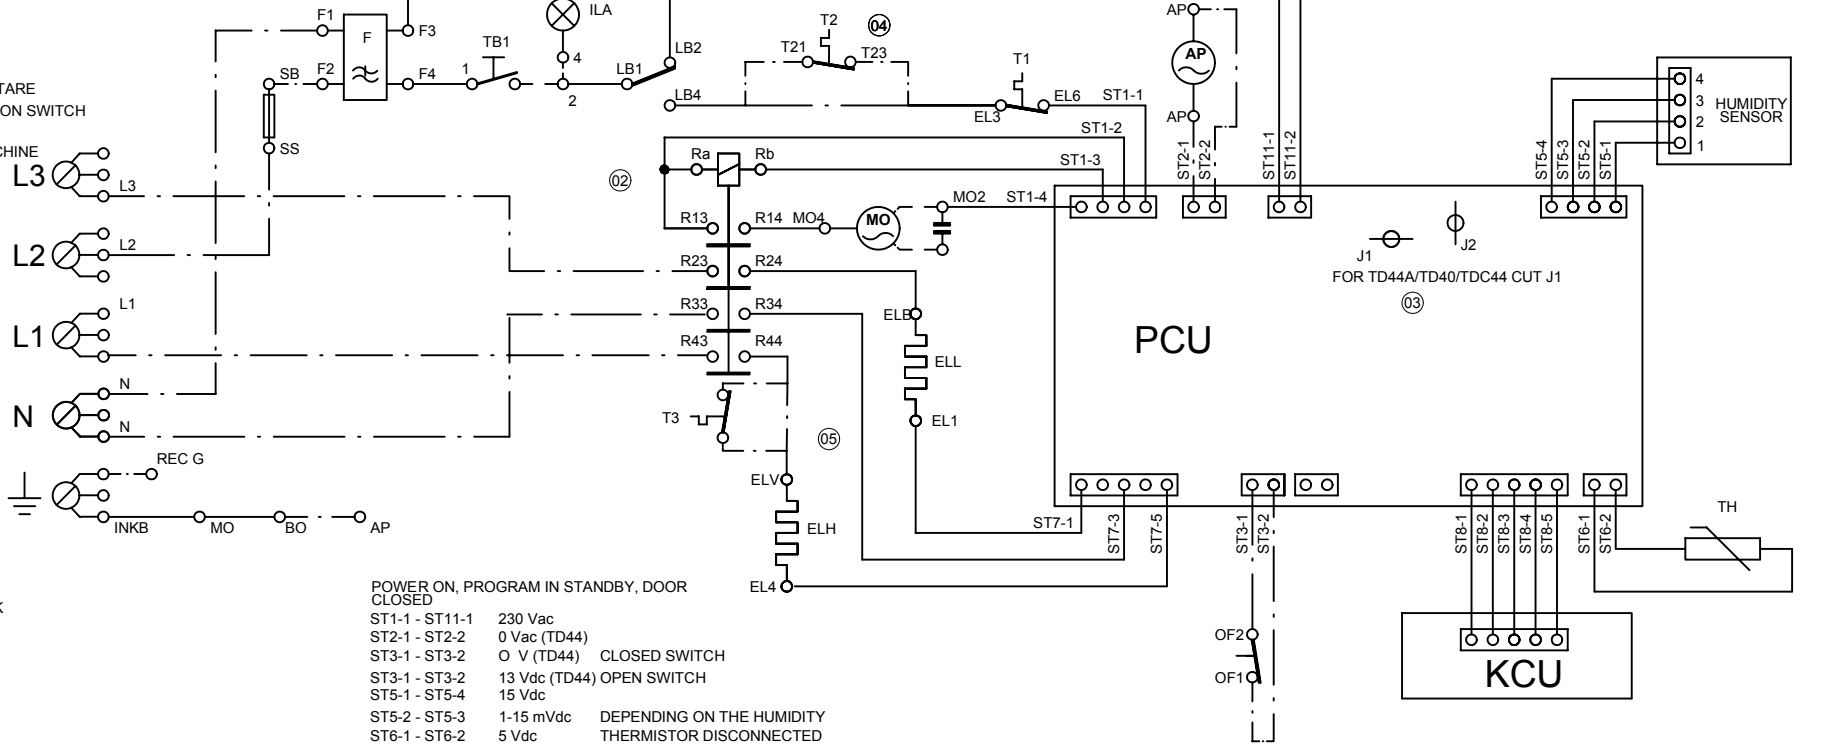 ILA
T2
04
AP
F1
F
F3
TB1
LB2
T21
T23
T1
AP
SB
F2
F4
1
4
2
LB1
TARE
ON SWITCH
LB4
EL3
EL6
ST1-1
AP
4
3
2
1
HUMIDITY
SENSOR
SS
CHINE
ST1-2
ST1-3
Ra
Rb
02
ST2-1
ST2-2
ST11-1
ST11-2
ST5-4
ST5-3
ST5-2
ST5-1
L3
L3
R13
R14
MO4
MO
MO2
ST1-4
L2
L2
R23
R24
J1
J2
FOR TD44A/TD40/TDC44 CUT J1
03
L1
L1
R33
R34
ELB
PCU
R43
R44
ELL
N
N
N
T3
05
EL1
REC G
ELV
INKB
MO
BO
AP
ELH
ST7-1
ST7-3
ST7-5
ST3-1
ST3-2
ST8-1
ST8-2
ST8-3
ST8-4
ST8-5
ST6-1
ST6-2
TH
EL4
K
POWER ON, PROGRAM IN STANDBY, DOOR
CLOSED
ST1-1 - ST11-1 230 Vac
ST2-1 - ST2-2 0 Vac (TD44)
ST3-1 - ST3-2 O V (TD44) CLOSED SWITCH
ST3-1 - ST3-2 13 Vdc (TD44) OPEN SWITCH
ST5-1 - ST5-4 15 Vdc
ST5-2 - ST5-3 1-15 mVdc DEPENDING ON THE HUMIDITY
ST6-1 - ST6-2 5 Vdc THERMISTOR DISCONNECTED
OF2
OF1
KCU